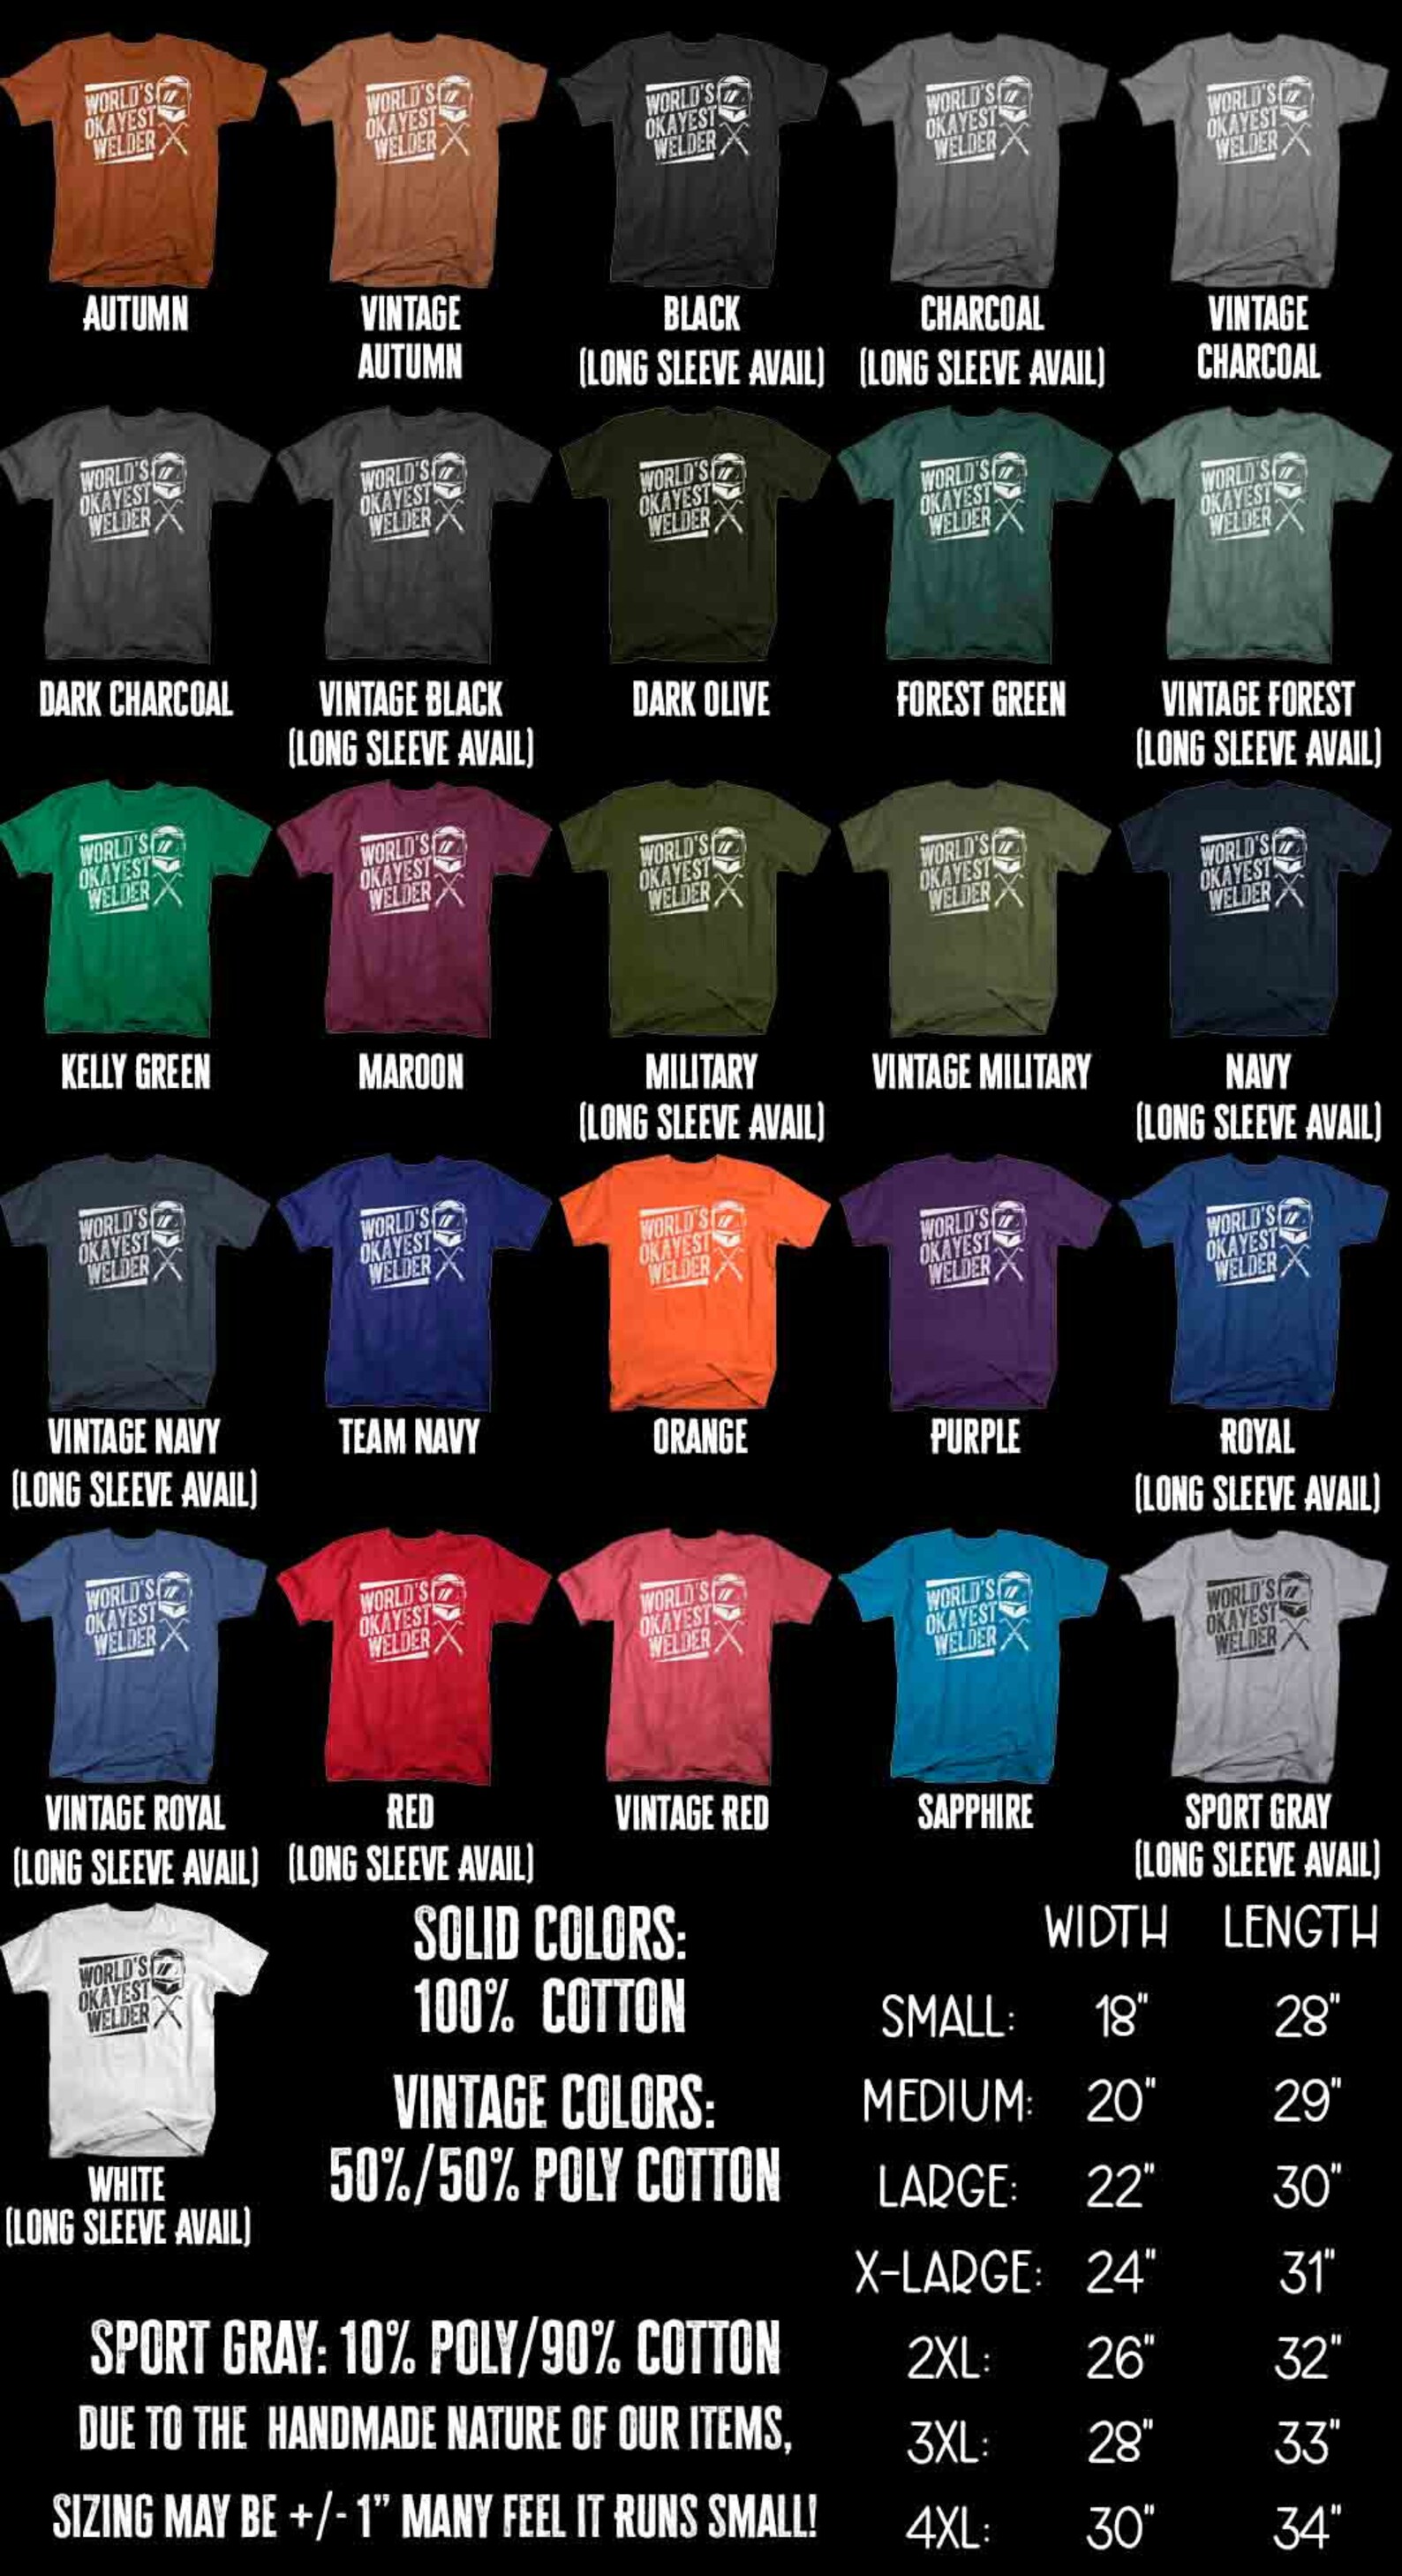 WORLD'S
OKAYEST
WELDER
WORLD'S
OKAYEST
WELDER
WORLD'S
OKAYEST
WELDER
WORLD'S
OKAYEST
WELDER
WORLD'S
OKAYEST
WELDER
AUTUMN
VINTAGE
AUTUMN
BLACK
(LONG SLEEVE AVAIL)
CHARCOAL
(LONG SLEEVE AVAIL)
VINTAGE
CHARCOAL
WORLD'S
OKAYEST
WELDER
WORLD'S
OKAYEST
WELDER
WORLD'S
OKAYEST
WELDER
WORLD'S
OKAYEST
WELDER
WORLD'S
OKAYEST
WELDER
DARK CHARCOAL
VINTAGE BLACK
(LONG SLEEVE AVAIL)
DARK OLIVE
FOREST GREEN
VINTAGE FOREST
(LONG SLEEVE AVAIL)
WORLD'S
OKAYEST
WELDER
WORLD'S
OKAYEST
WELDER
WORLD'S
OKAYEST
WELDER
WORLD'S
OKAYEST
WELDER
WORLD'S
OKAYEST
WELDER
KELLY GREEN
MAROON
MILITARY
(LONG SLEEVE AVAIL)
VINTAGE MILITARY
NAVY
(LONG SLEEVE AVAIL)
WORLD'S
OKAYEST
WELDER
WORLD'S
OKAYEST
WELDER
WORLD'S
OKAYEST
WELDER
WORLD'S
OKAYEST
WELDER
WORLD'S
OKAYEST
WELDER
VINTAGE NAVY
(LONG SLEEVE AVAIL)
TEAM NAVY
ORANGE
PURPLE
ROYAL
(LONG SLEEVE AVAIL)
WORLD'S
OKAYEST
WELDER
WORLD'S
OKAYEST
WELDER
WORLD'S
OKAYEST
WELDER
WORLD'S
OKAYEST
WELDER
WORLD'S
OKAYEST
WELDER
VINTAGE ROYAL
(LONG SLEEVE AVAIL)
RED
(LONG SLEEVE AVAIL)
VINTAGE RED
SAPPHIRE
SPORT GRAY
(LONG SLEEVE AVAIL)
WORLD'S
OKAYEST
WELDER
WHITE
(LONG SLEEVE AVAIL)
SOLID COLORS:
100% COTTON
VINTAGE COLORS:
50%/50% POLY COTTON
SPORT GRAY: 10% POLY/90% COTTON
DUE TO THE HANDMADE NATURE OF OUR ITEMS,
SIZING MAY BE +/- 1" MANY FEEL IT RUNS SMALL!
WIDTH LENGTH
SMALL: 18" 28"
MEDIUM: 20" 29"
LARGE: 22" 30"
X-LARGE: 24" 31"
2XL: 26" 32"
3XL: 28" 33"
4XL: 30" 34"